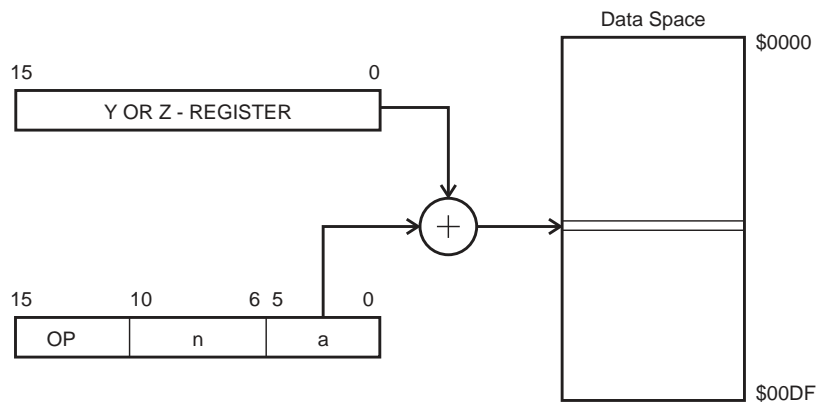 Data Space
$0000
15 0
Y OR Z - REGISTER
+
15 10 6 5 0
OP n a
$00DF